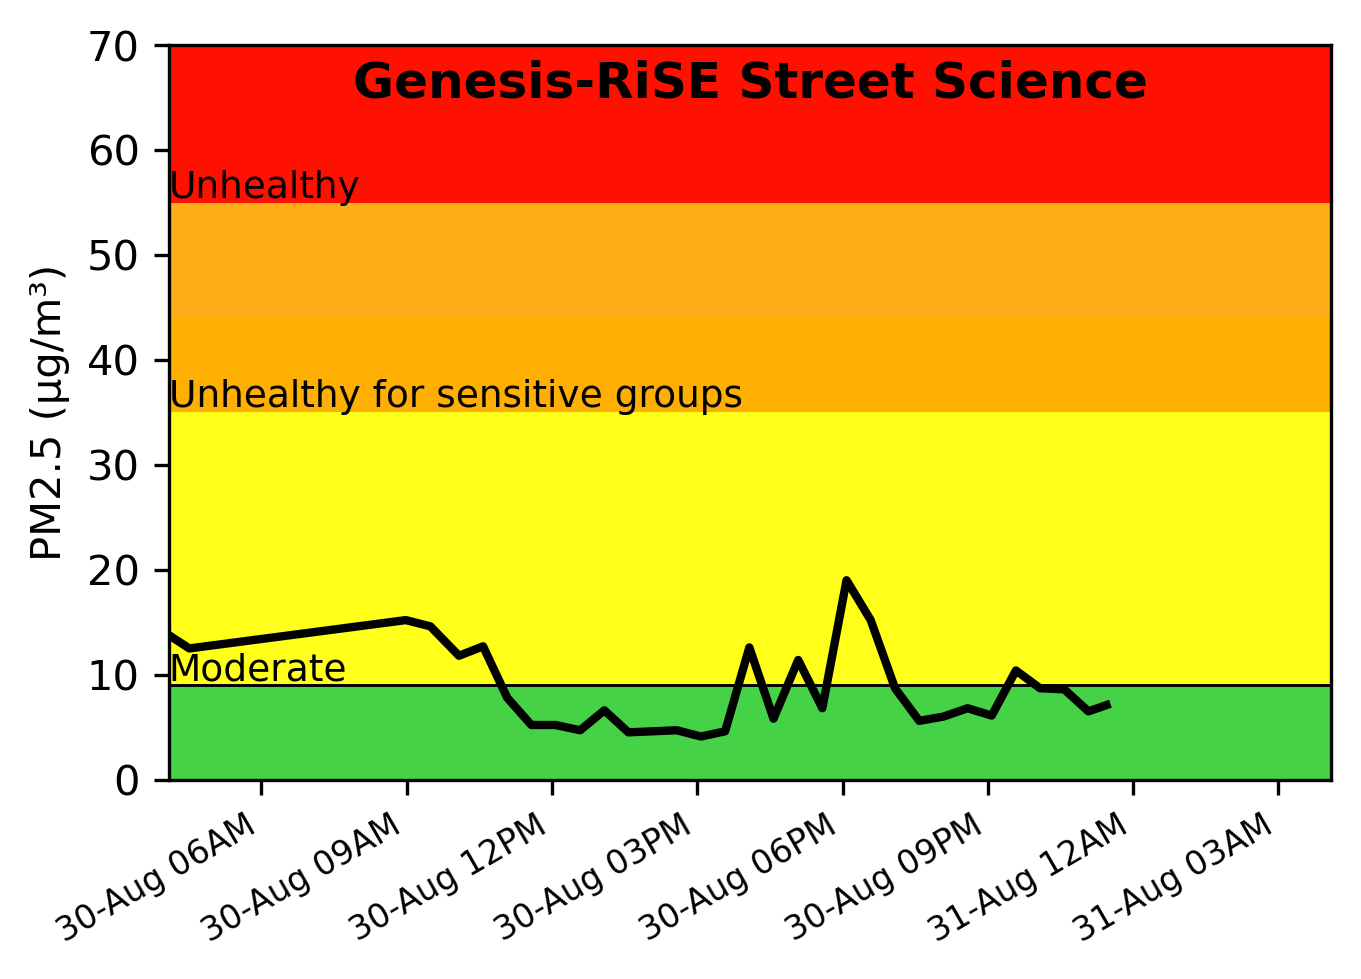 Genesis-RiSE Street Science
70
60
50
40
30
20
10
0
PM2.5 (µg/m³)
Unhealthy
Unhealthy for sensitive groups
Moderate
30-Aug 06AM
30-Aug 09AM
30-Aug 12PM
30-Aug 03PM
30-Aug 06PM
30-Aug 09PM
31-Aug 12AM
31-Aug 03AM